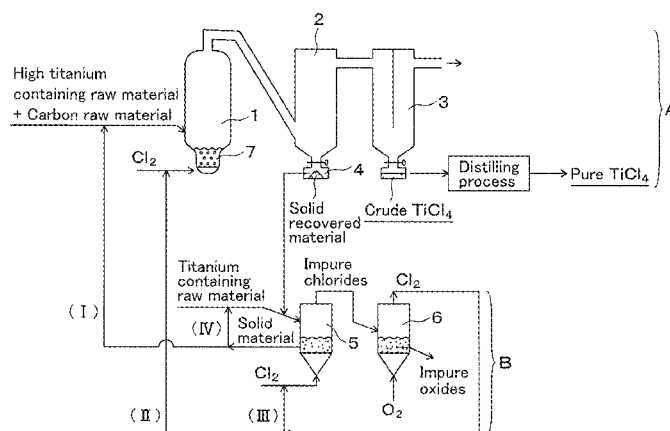 2
High titanium
containing raw material
+ Carbon raw material
1
3
A
7
Cl2
4
Distilling
process
Pure TiCl4
Solid
recovered
material
Crude TiCl4
Titanium
containing
raw material
Impure
chlorides
Cl2
(I)
(IV)
Solid
material
5
6
B
Cl2
Impure
oxides
(II)
(III)
O2